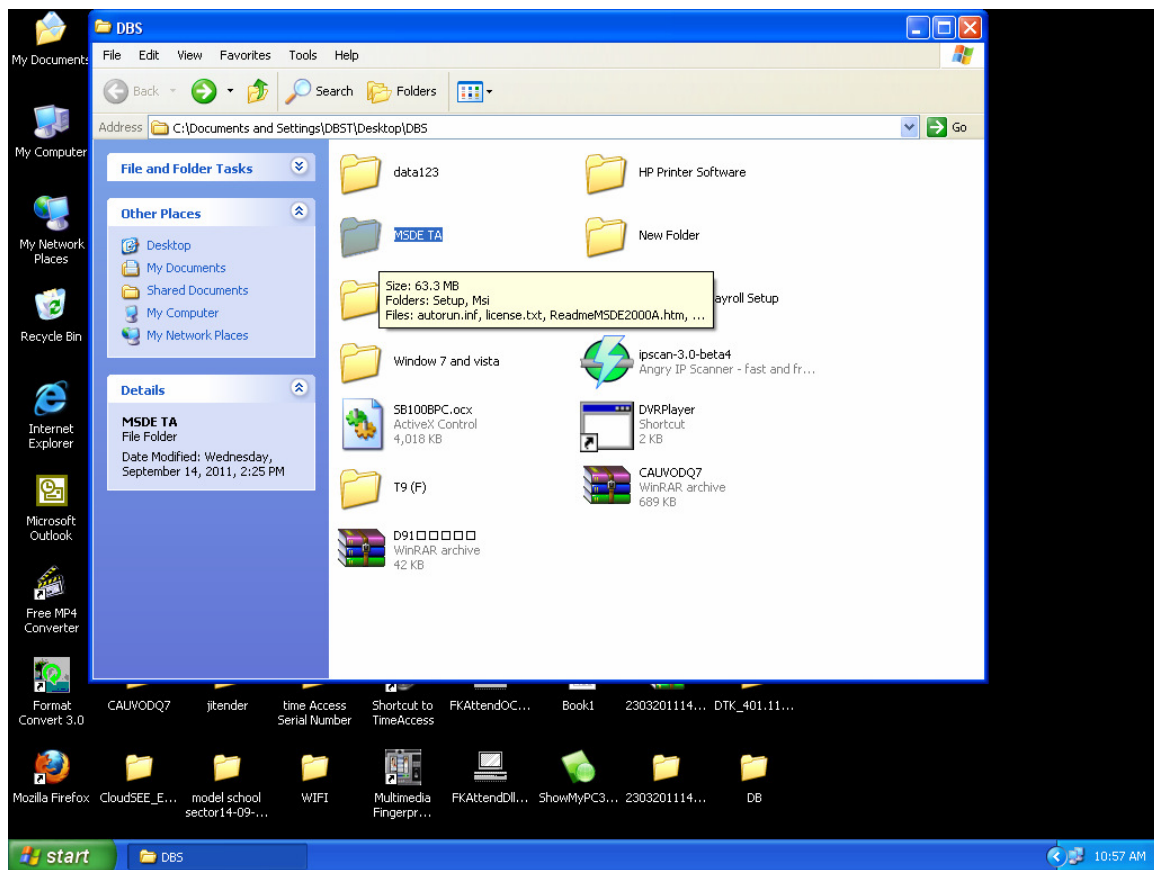 DBS
File Edit View Favorites Tools Help
Back Search Folders
Address C:\Documents and Settings\DBST\Desktop\DBS Go
File and Folder Tasks
Other Places
Desktop
My Documents
Shared Documents
My Computer
My Network Places
Details
MSDE TA
File Folder
Date Modified: Wednesday,
September 14, 2011, 2:25 PM
data123
HP Printer Software
MSDE TA
New Folder
Size: 63.3 MB
Folders: Setup, Msi
Files: autorun.inf, license.txt, ReadmeMSDE2000A.htm, ...
ayroll Setup
Window 7 and vista
ipscan-3.0-beta4
Angry IP Scanner - fast and fr...
SB100BPC.ocx
ActiveX Control
4,018 KB
DVRPlayer
Shortcut
2 KB
T9 (F)
CAUVODQ7
WinRAR archive
689 KB
D91□□□□□
WinRAR archive
42 KB
My Documents
My Computer
My Network
Places
Recycle Bin
Internet
Explorer
Microsoft
Outlook
Free MP4
Converter
Format
Convert 3.0
CAUVODQ7
jitender
time Access
Serial Number
Shortcut to
TimeAccess
FKAttendOC...
Book1
2303201114...
DTK_401.11...
Mozilla Firefox
CloudSEE_E...
model school
sector14-09-...
WIFI
Multimedia
Fingerpr...
FKAttendDll...
ShowMyPC3...
2303201114...
DB
start
DBS
10:57 AM